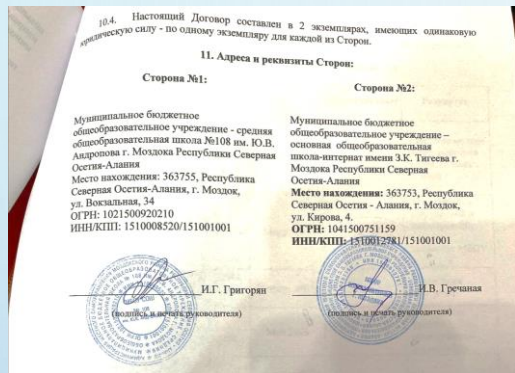 10.4. Настоящий Договор составлен в 2 экземплярах, имеющих одинаковую
юридическую силу - по одному экземпляру для каждой из Сторон.
11. Адреса и реквизиты Сторон:
Сторона №1:
Муниципальное бюджетное
общеобразовательное учреждение - средняя
общеобразовательная школа №108 им. Ю.В.
Андропова г. Моздока Республики Северная
Осетия-Алания
Место нахождения: 363755, Республика
Северная Осетия-Алания, г. Моздок,
ул. Вокзальная, 34
ОГРН: 1021500920210
ИНН/КПП: 1510008520/151001001
И.Г. Григорян
(подпись и печать руководителя)
Сторона №2:
Муниципальное бюджетное
общеобразовательное учреждение –
основная общеобразовательная
школа-интернат имени З.К. Тигеева г.
Моздока Республики Северная
Осетия-Алания
Место нахождения: 363753, Республика
Северная Осетия - Алания, г. Моздок,
ул. Кирова, 4.
ОГРН: 1041500751159
ИНН/КПП: 1510012781/151001001
И.В. Гречаная
(подпись и печать руководителя)